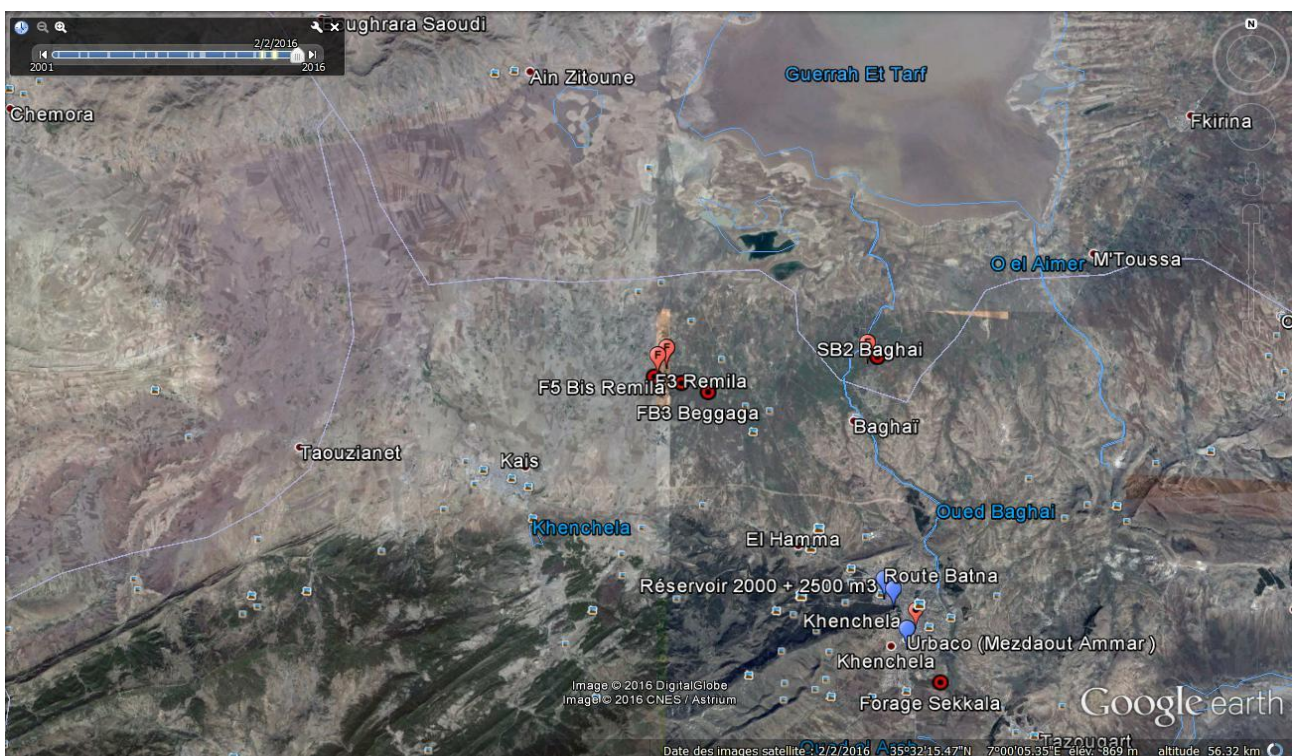 ughrara Saoudi
2/2/2016
2001
2016
N
Ain Zitoune
Guerrah Et Tarf
Chemora
Fkirina
O el Aimer
M'Toussa
SB2 Baghai
F
F
F5 Bis Remila
F3 Remila
FB3 Beggaga
Baghaï
Taouzianet
Kais
Khenchela
Oued Baghai
El Hamma
Route Batna
Réservoir 2000 + 2500 m3
Khenchela
Urbaco (Mezdaout Ammar )
Khenchela
Forage Sekkala
Image © 2016 DigitalGlobe
Image © 2016 CNES / Astrium
Google earth
Tazougart
Date des images satellite : 2/2/2016 35°32'15.47"N 7°00'05.35"E élév. 869 m altitude 56.32 km